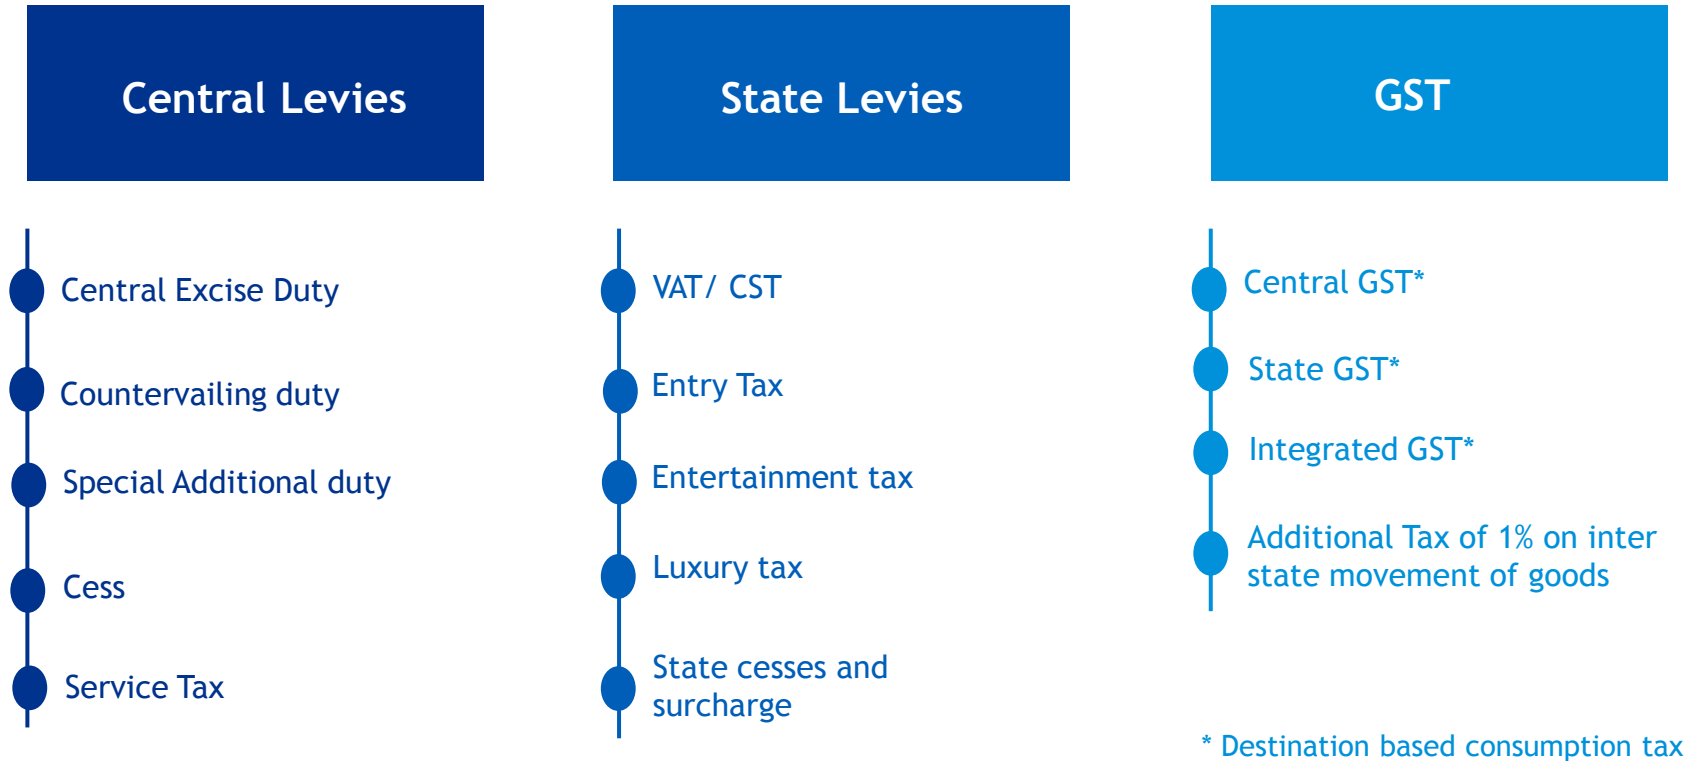 Central Levies
Central Excise Duty
Countervailing duty
Special Additional duty
Cess
Service Tax
State Levies
VAT/ CST
Entry Tax
Entertainment tax
Luxury tax
State cesses and
surcharge
GST
Central GST*
State GST*
Integrated GST*
Additional Tax of 1% on inter
state movement of goods
* Destination based consumption tax